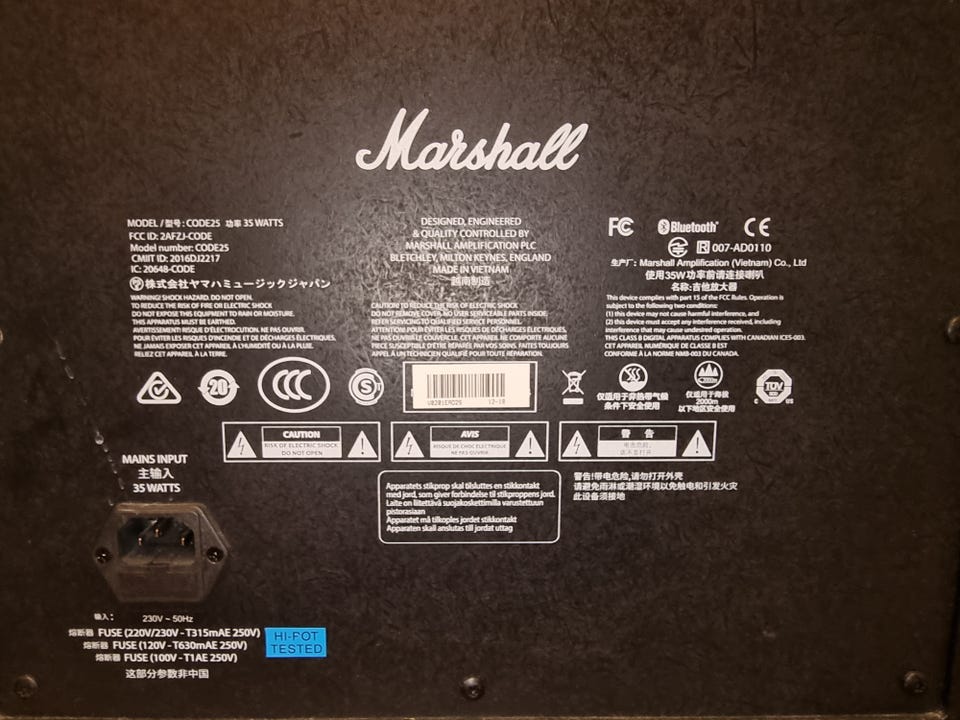 Marshall
MODEL / 型号 : CODE25 功率 35 WATTS
FCC ID: 2AFZJ-CODE
Model number: CODE25
CMIIT ID: 2016DJ2217
IC: 20648-CODE
株式会社ヤマハミュージックジャパン
WARNING! SHOCK HAZARD. DO NOT OPEN.
TO REDUCE THE RISK OF FIRE OR ELECTRIC SHOCK
DO NOT EXPOSE THIS EQUIPMENT TO RAIN OR MOISTURE.
THIS APPARATUS MUST BE EARTHED.
AVERTISSEMENT! RISQUE D'ÉLECTROCUTION. NE PAS OUVRIR.
POUR ÉVITER LES RISQUES D'INCENDIE ET DE DÉCHARGES ÉLECTRIQUES,
NE JAMAIS EXPOSER CET APPAREIL À L'HUMIDITÉ OU À LA PLUIE.
RELIEZ CET APPAREIL À LA TERRE.
DESIGNED, ENGINEERED
& QUALITY CONTROLLED BY
MARSHALL AMPLIFICATION PLC
BLETCHLEY, MILTON KEYNES, ENGLAND
MADE IN VIETNAM
越南制造
CAUTION! TO REDUCE THE RISK OF ELECTRIC SHOCK
DO NOT REMOVE COVER. NO USER SERVICEABLE PARTS INSIDE.
REFER SERVICING TO QUALIFIED SERVICE PERSONNEL.
ATTENTION! POUR ÉVITER LES RISQUES DE DÉCHARGES ÉLECTRIQUES,
NE PAS OUVRIR LE COUVERCLE. CET APPAREIL NE COMPORTE AUCUNE
PIECE SUSCEPTIBLE D'ÊTRE RÉPARÉE PAR VOS SOINS. FAITES TOUJOURS
APPEL À UN TECHNICIEN QUALIFIÉ POUR TOUTE RÉPARATION.
FC Bluetooth CE
R 007-AD0110
生产厂: Marshall Amplification (Vietnam) Co., Ltd
使用35W功率前请连接喇叭
名称: 吉他放大器
This device complies with part 15 of the FCC Rules. Operation is
subject to the following two conditions:
(1) this device may not cause harmful interference, and
(2) this device must accept any interference received, including
interference that may cause undesired operation.
THIS CLASS B DIGITAL APPARATUS COMPLIES WITH CANADIAN ICES-003.
CET APPAREIL NUMÉRIQUE DE CLASSE B EST
CONFORME À LA NORME NMB-003 DU CANADA.
20
CCC
S
V0201ERD25 12-18
仅适用于非热带气候
条件下安全使用
2000m
仅适用于海拔
2000m
以下地区安全使用
TUV
C US
CAUTION
RISK OF ELECTRIC SHOCK
DO NOT OPEN
AVIS
RISQUE DE CHOC ELECTRIQUE
NE PAS OUVRIR
警 告
MAINS INPUT
主输入
35 WATTS
Apparatets stikprop skal tilsluttes en stikkontakt
med jord, som giver forbindelse til stikproppens jord.
Laite on liitettävä suojakoskettimilla varustettuun
pistorasiaan
Apparatet må tilkoples jordet stikkontakt
Apparaten skall anslutas till jordat uttag
警告!带电危险,请勿打开外壳
请避免雨淋或潮湿环境以免触电和引发火灾
此设备须接地
输入: 230V ~ 50Hz
熔断器 FUSE (220V/230V - T315mAE 250V)
熔断器 FUSE (120V - T630mAE 250V)
熔断器 FUSE (100V - T1AE 250V)
这部分参数非中国
HI-POT
TESTED